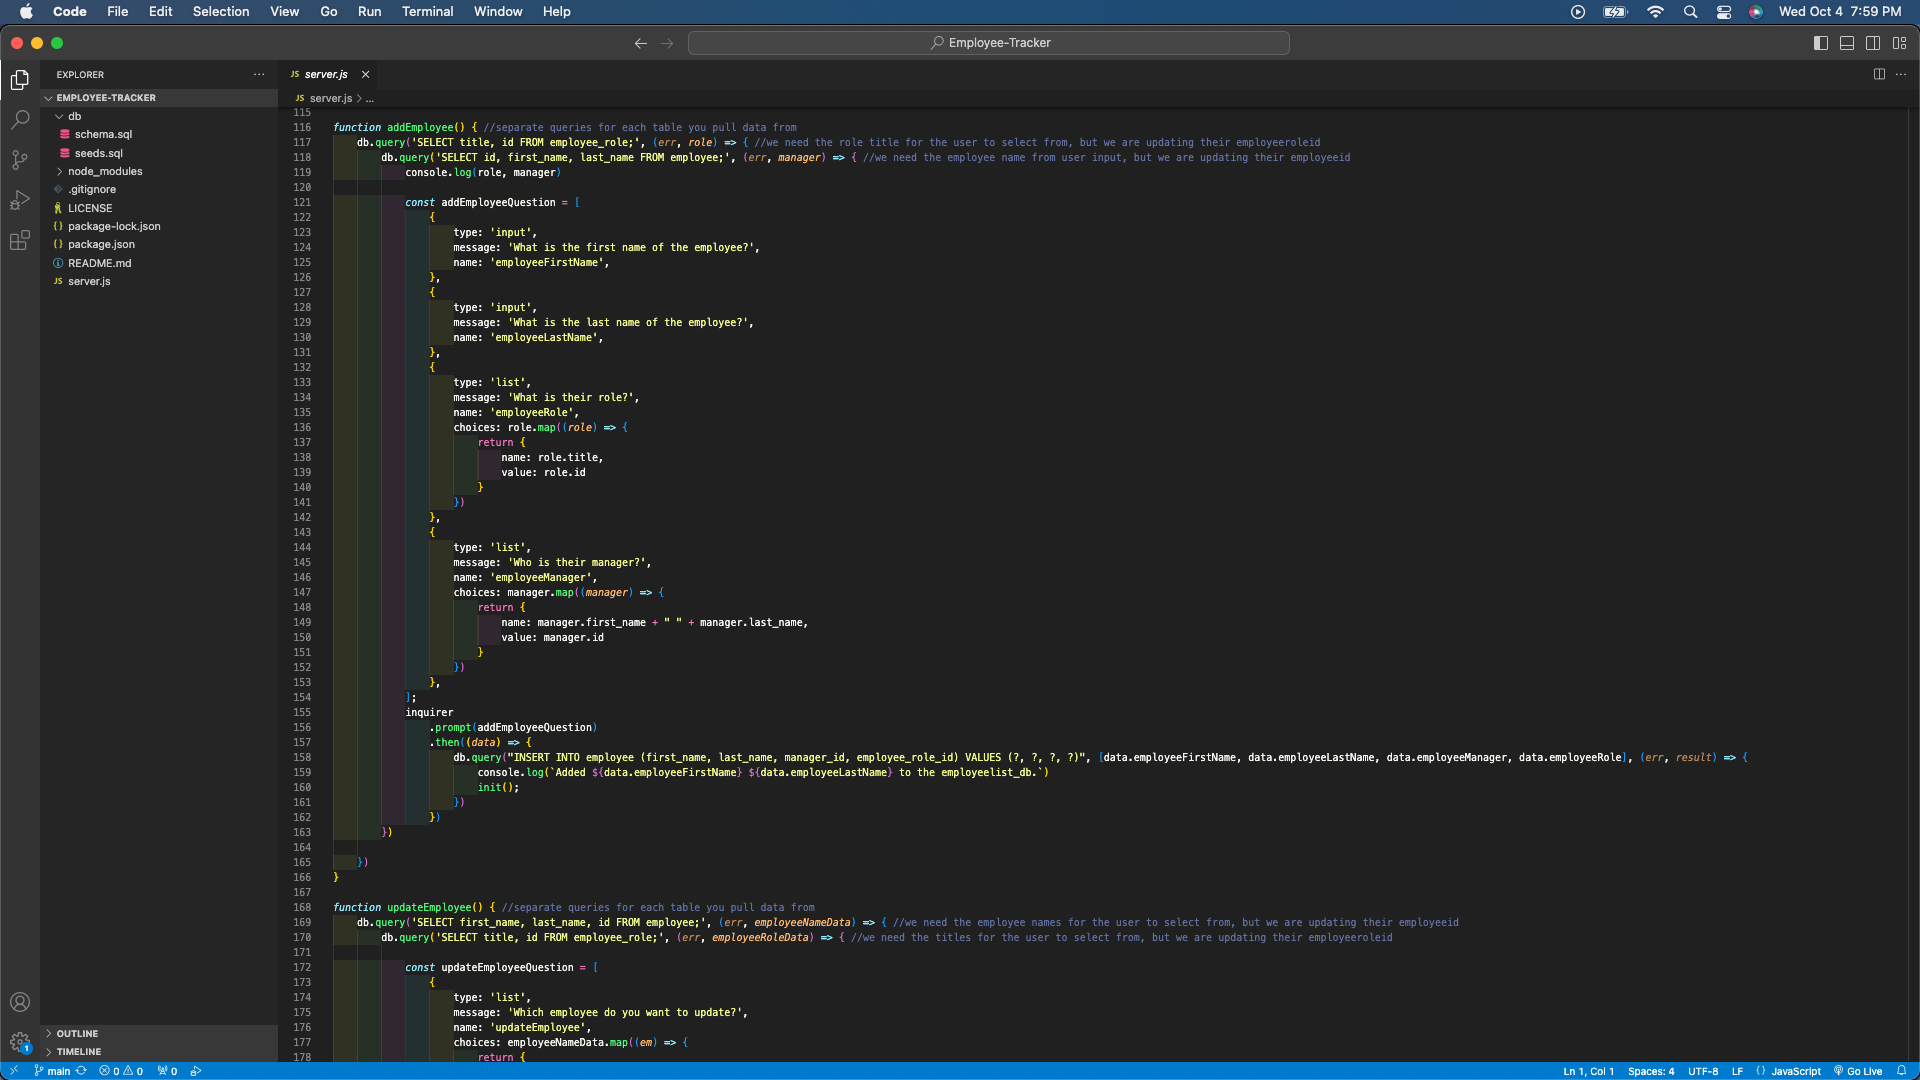 Code File Edit Selection View Go Run Terminal Window Help Wed Oct 4 7:59 PM
Employee-Tracker
EXPLORER
EMPLOYEE-TRACKER
db
schema.sql
seeds.sql
node_modules
.gitignore
LICENSE
package-lock.json
package.json
README.md
JS server.js
OUTLINE
TIMELINE
JS server.js
JS server.js > ...
115
116 function addEmployee() { //separate queries for each table you pull data from
117 db.query('SELECT title, id FROM employee_role;', (err, role) => { //we need the role title for the user to select from, but we are updating their employeeroleid
118 db.query('SELECT id, first_name, last_name FROM employee;', (err, manager) => { //we need the employee name from user input, but we are updating their employeeid
119 console.log(role, manager)
120
121 const addEmployeeQuestion = [
122 {
123 type: 'input',
124 message: 'What is the first name of the employee?',
125 name: 'employeeFirstName',
126 },
127 {
128 type: 'input',
129 message: 'What is the last name of the employee?',
130 name: 'employeeLastName',
131 },
132 {
133 type: 'list',
134 message: 'What is their role?',
135 name: 'employeeRole',
136 choices: role.map((role) => {
137 return {
138 name: role.title,
139 value: role.id
140 }
141 })
142 },
143 {
144 type: 'list',
145 message: 'Who is their manager?',
146 name: 'employeeManager',
147 choices: manager.map((manager) => {
148 return {
149 name: manager.first_name + " " + manager.last_name,
150 value: manager.id
151 }
152 })
153 },
154 ];
155 inquirer
156 .prompt(addEmployeeQuestion)
157 .then((data) => {
158 db.query("INSERT INTO employee (first_name, last_name, manager_id, employee_role_id) VALUES (?, ?, ?, ?)", [data.employeeFirstName, data.employeeLastName, data.employeeManager, data.employeeRole], (err, result) => {
159 console.log(`Added ${data.employeeFirstName} ${data.employeeLastName} to the employeelist_db.`)
160 init();
161 })
162 })
163 })
164
165 })
166 }
167
168 function updateEmployee() { //separate queries for each table you pull data from
169 db.query('SELECT first_name, last_name, id FROM employee;', (err, employeeNameData) => { //we need the employee names for the user to select from, but we are updating their employeeid
170 db.query('SELECT title, id FROM employee_role;', (err, employeeRoleData) => { //we need the titles for the user to select from, but we are updating their employeeroleid
171
172 const updateEmployeeQuestion = [
173 {
174 type: 'list',
175 message: 'Which employee do you want to update?',
176 name: 'updateEmployee',
177 choices: employeeNameData.map((em) => {
178 return {
1
main 0 0 0 Ln 1, Col 1 Spaces: 4 UTF-8 LF {} JavaScript Go Live